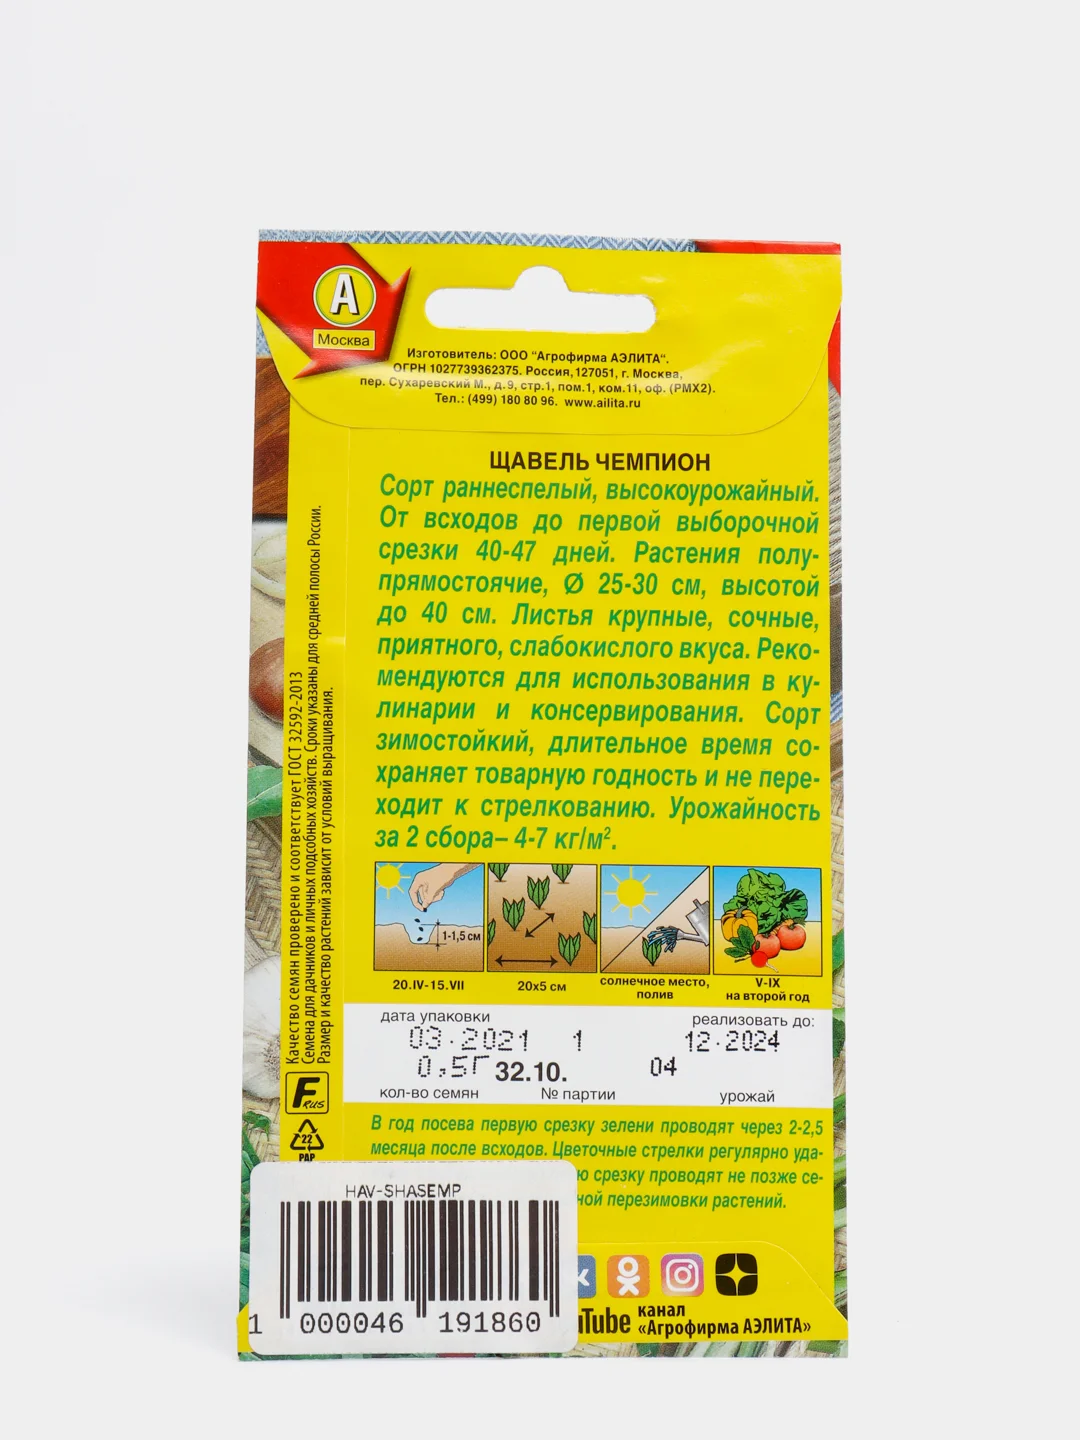 А
Москва
Изготовитель: ООО "Агрофирма АЭЛИТА".
ОГРН 1027739362375. Россия,127051, г. Москва,
пер. Сухаревский М., д.9, стр.1, пом.1, ком.11, оф. (РМХ2).
Тел.: (499) 180 80 96. www.ailita.ru
ЩАВЕЛЬ ЧЕМПИОН
Сорт раннеспелый, высокоурожайный.
От всходов до первой выборочной
срезки 40-47 дней. Растения полу-
прямостоячие, Ø 25-30 см, высотой
до 40 см. Листья крупные, сочные,
приятного, слабокислого вкуса. Реко-
мендуются для использования в ку-
линарии и консервирования. Сорт
зимостойкий, длительное время со-
храняет товарную годность и не пере-
ходит к стрелкованию. Урожайность
за 2 сбора– 4-7 кг/м².
1-1,5 см
20.IV-15.VII
20х5 см
солнечное место,
полив
V-IX
на второй год
дата упаковки
реализовать до:
03.2021 1
12.2024
0,5Г 32.10.
04
кол-во семян
№ партии
урожай
В год посева первую срезку зелени проводят через 2-2,5
месяца после всходов. Цветочные стрелки регулярно уда-
срезку проводят не позже се-
ной перезимовки растений.
Качество семян проверено и соответствует ГОСТ 32592-2013
Семена для дачников и личных подсобных хозяйств. Сроки указаны для средней полосы России.
Размер и качество растений зависит от условий выращивания.
F RUS
22
PAP
HAV-SHASEMP
1 000046 191860
Tube
канал
«Агрофирма АЭЛИТА»